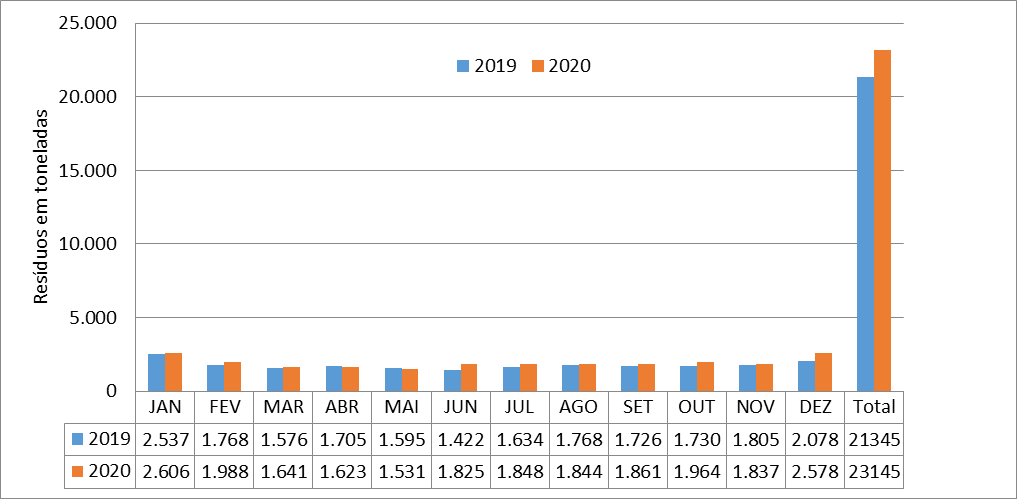 25.000
2019 2020
20.000
15.000
10.000
5.000
0
Resíduos em toneladas
JAN FEV MAR ABR MAI JUN JUL AGO SET OUT NOV DEZ Total
2019 2.537 1.768 1.576 1.705 1.595 1.422 1.634 1.768 1.726 1.730 1.805 2.078 21345
2020 2.606 1.988 1.641 1.623 1.531 1.825 1.848 1.844 1.861 1.964 1.837 2.578 23145